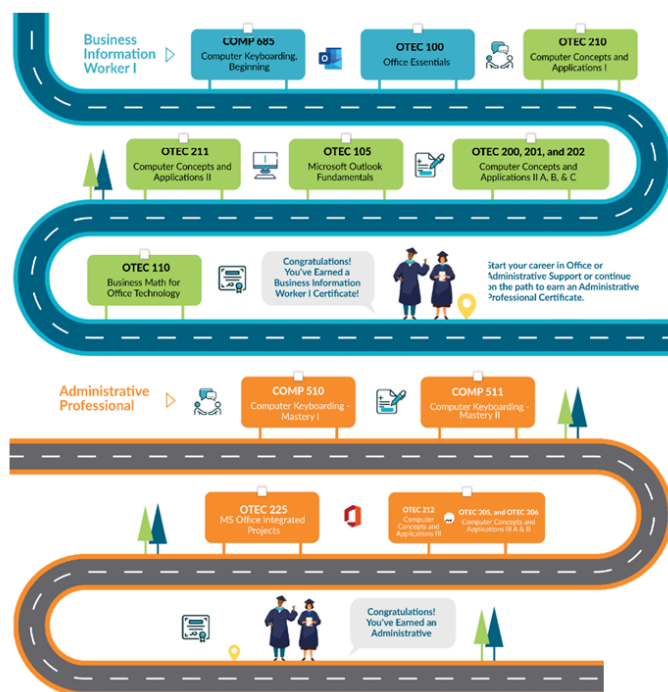 Business
Information
Worker I
COMP 685
Computer Keyboarding,
Beginning
OTEC 100
Office Essentials
OTEC 210
Computer Concepts and
Applications I
OTEC 211
Computer Concepts and
Applications II
OTEC 105
Microsoft Outlook
Fundamentals
OTEC 200, 201, and 202
Computer Concepts and
Applications II A, B, & C
OTEC 110
Business Math for
Office Technology
Congratulations!
You've Earned a
Business Information
Worker I Certificate!
Start your career in Office or
Administrative Support or continue
on the path to earn an Administrative
Professional Certificate.
Administrative
Professional
COMP 510
Computer Keyboarding -
Mastery I
COMP 511
Computer Keyboarding -
Mastery II
OTEC 225
MS Office Integrated
Projects
OTEC 212
Computer
Concepts and
Applications III
OTEC 205, and OTEC 206
Computer Concepts and
Applications III A & B
Congratulations!
You've Earned an
Administrative